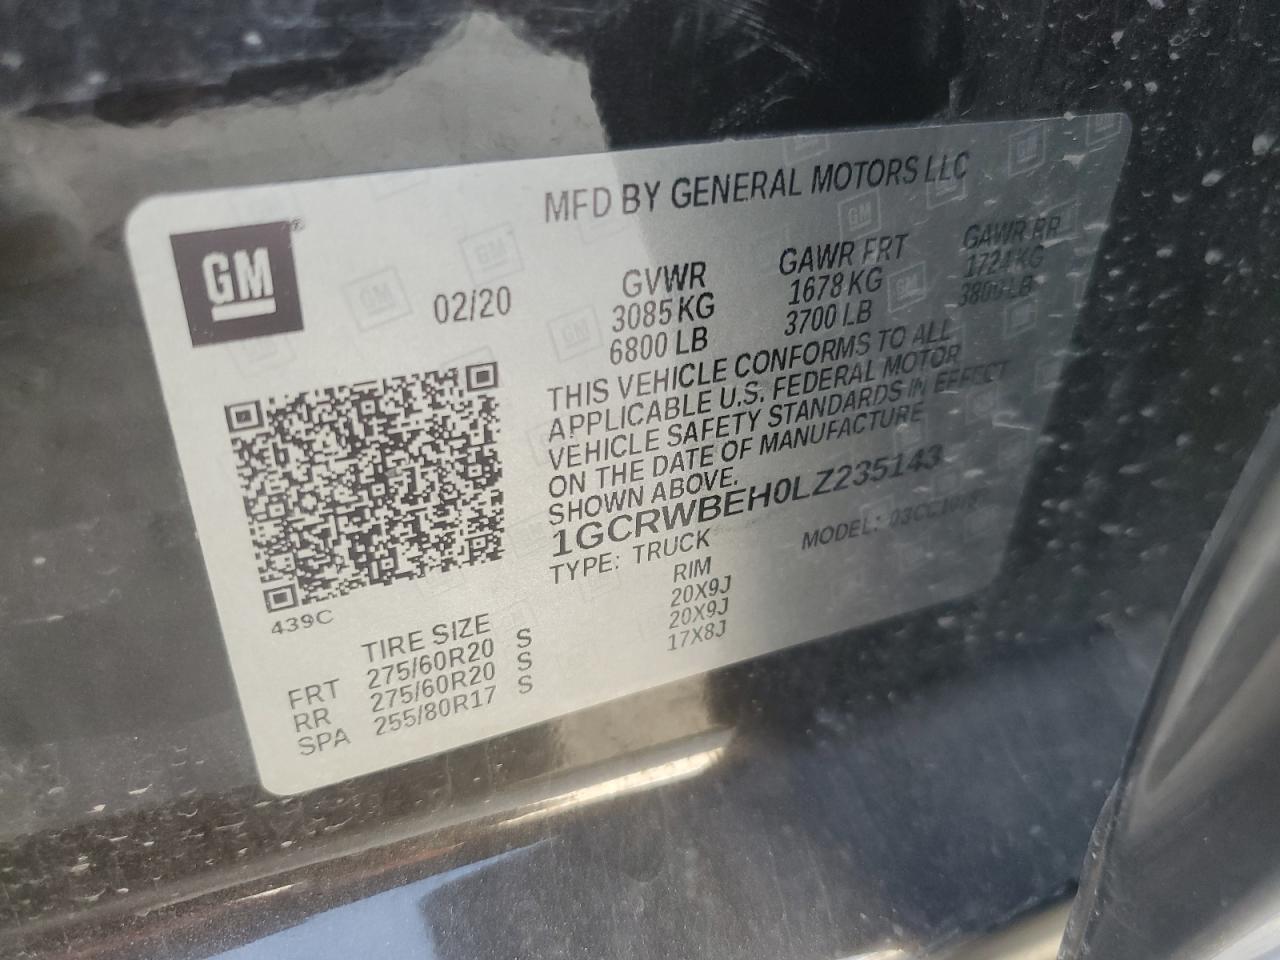 MFD BY GENERAL MOTORS LLC
GM
02/20
GVWR GAWR FRT GAWR RR
3085 KG 1678 KG 1724 KG
6800 LB 3700 LB 3800 LB
THIS VEHICLE CONFORMS TO ALL
APPLICABLE U.S. FEDERAL MOTOR
VEHICLE SAFETY STANDARDS IN EFFECT
ON THE DATE OF MANUFACTURE
SHOWN ABOVE.
1GCRWBEH0LZ235143
TYPE: TRUCK MODEL:
439C
TIRE SIZE RIM
FRT 275/60R20 S 20X9J
RR 275/60R20 S 20X9J
SPA 255/80R17 S 17X8J